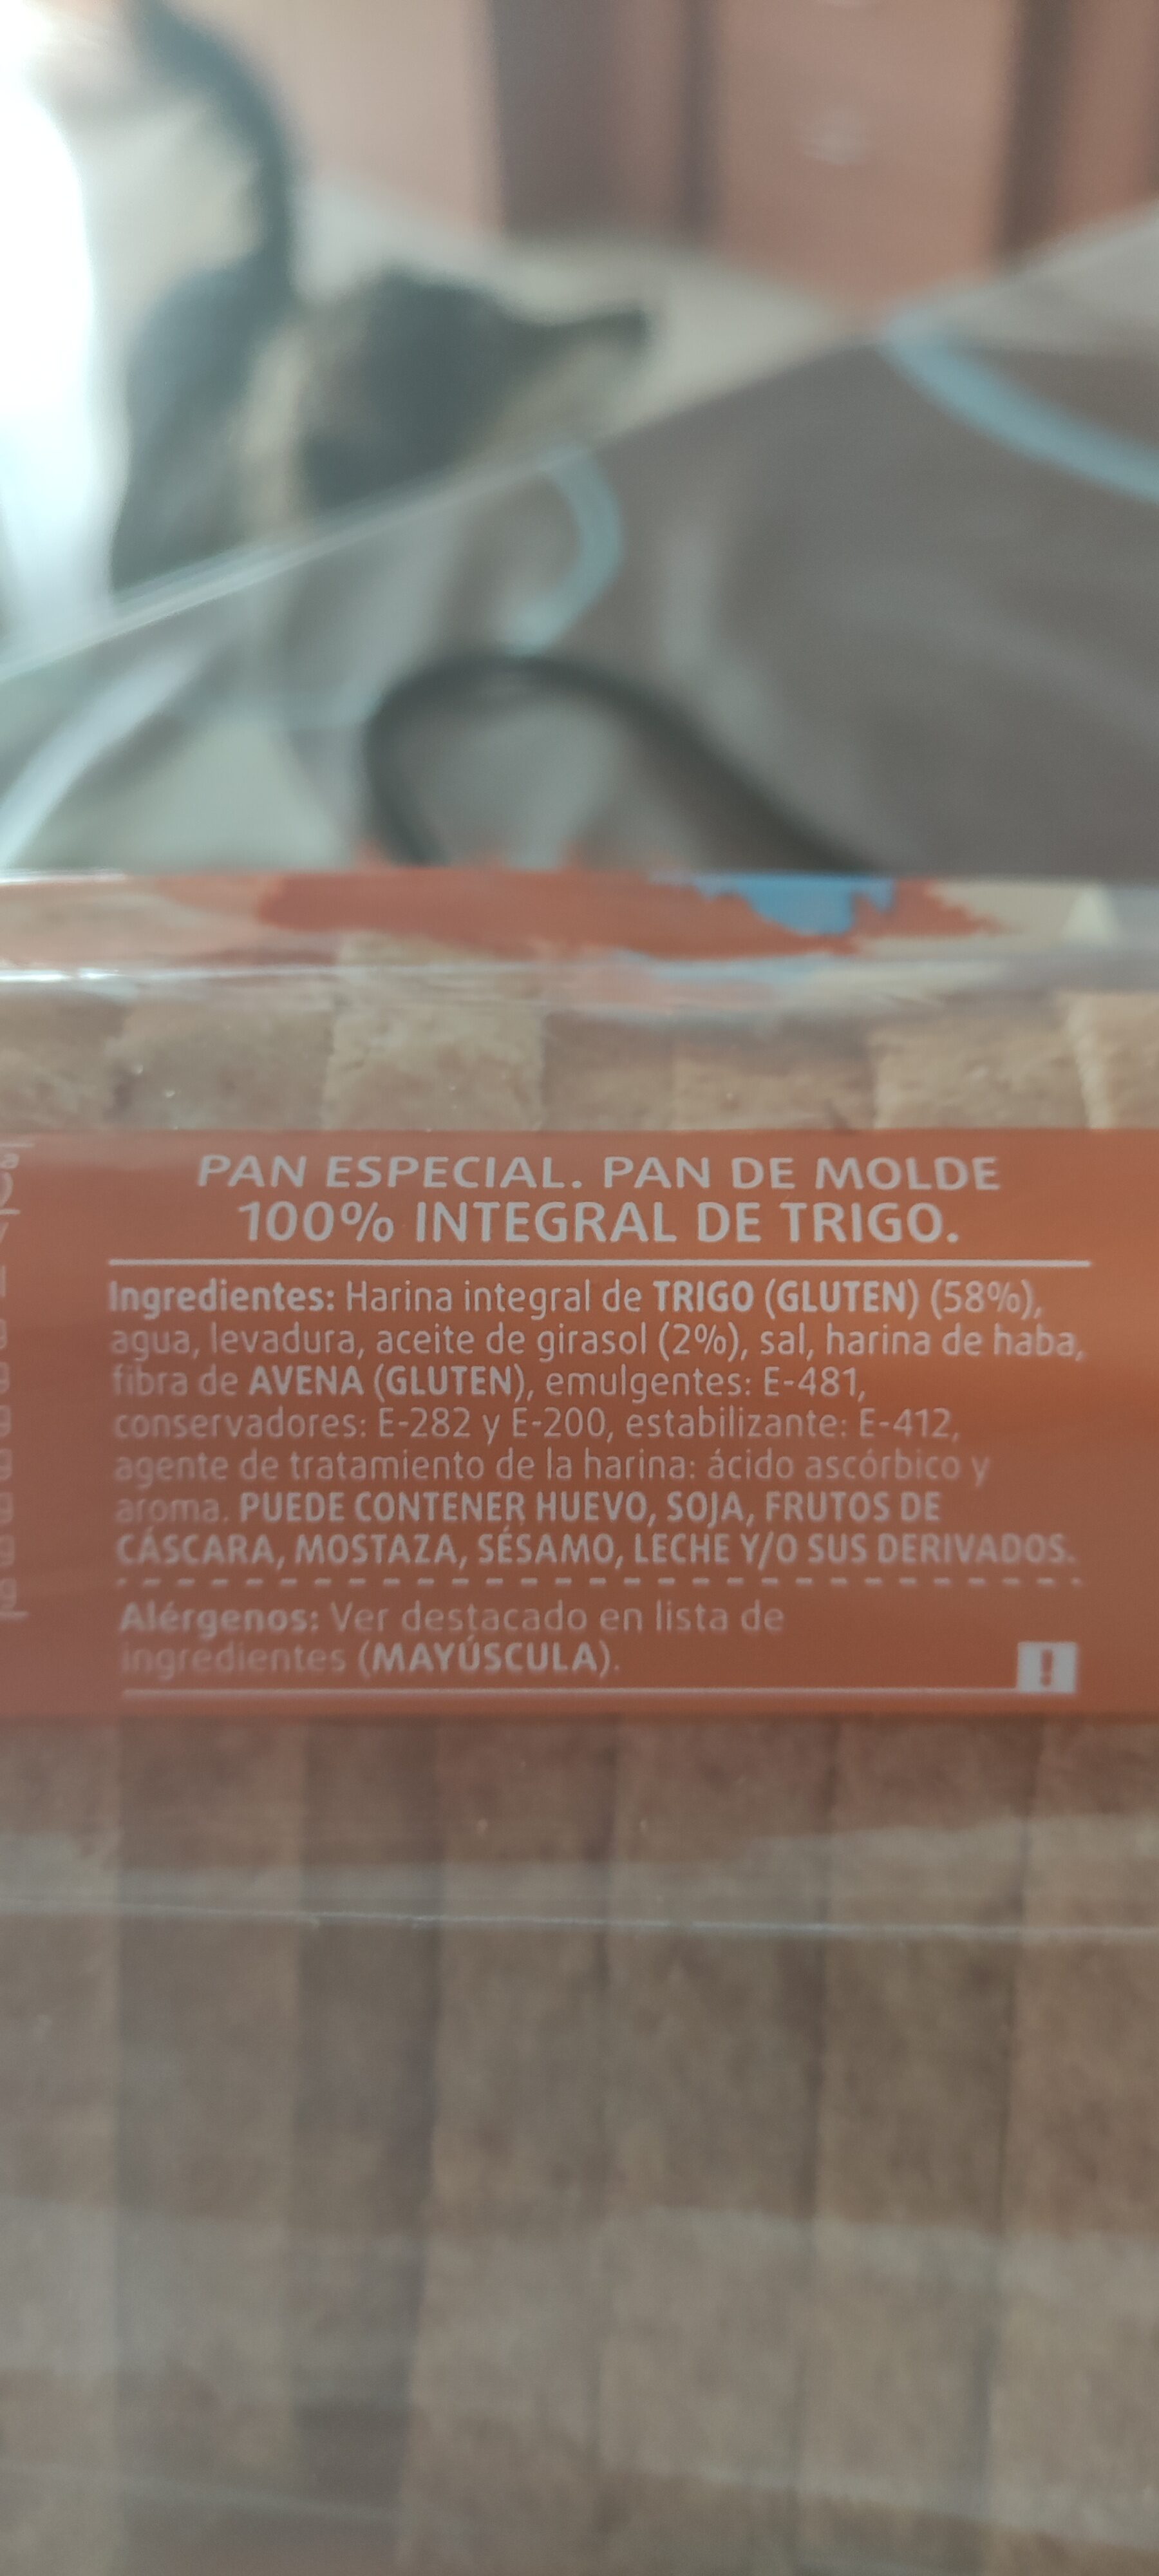 PAN ESPECIAL. PAN DE MOLDE
100% INTEGRAL DE TRIGO.
Ingredientes: Harina integral de TRIGO (GLUTEN) (58%),
agua, levadura, aceite de girasol (2%), sal, harina de haba,
fibra de AVENA (GLUTEN), emulgentes: E-481,
conservadores: E-282 y E-200, estabilizante: E-412,
agente de tratamiento de la harina: ácido ascórbico y
aroma. PUEDE CONTENER HUEVO, SOJA, FRUTOS DE
CÁSCARA, MOSTAZA, SÉSAMO, LECHE Y/O SUS DERIVADOS.
Alérgenos: Ver destacado en lista de
ingredientes (MAYÚSCULA).
!